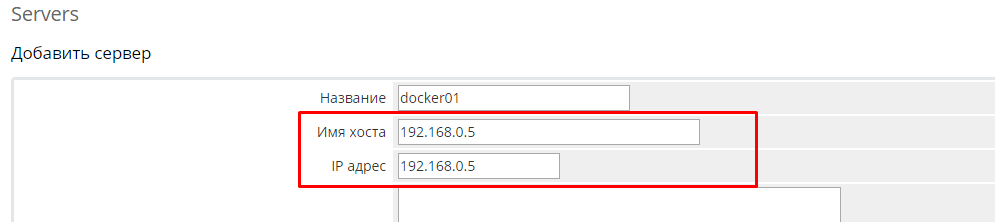 Servers
Добавить сервер
Название docker01
Имя хоста 192.168.0.5
IP адрес 192.168.0.5